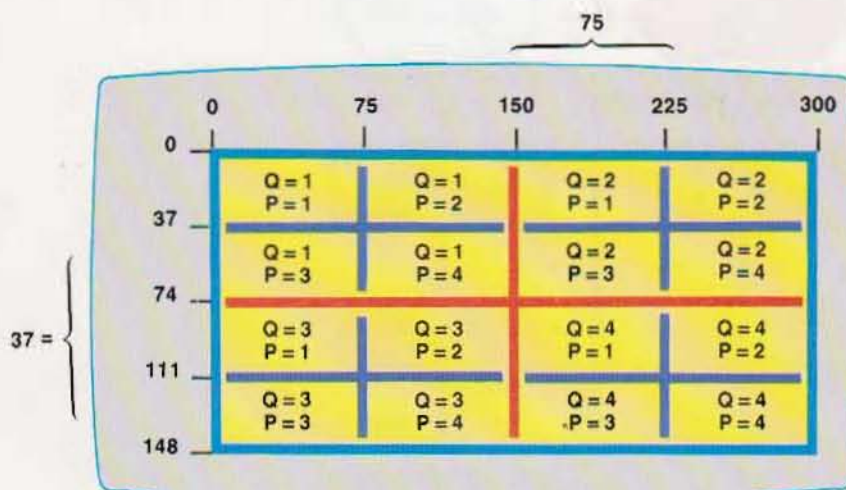 75
0 75 150 225 300
0
Q = 1 Q = 1 Q = 2 Q = 2
P = 1 P = 2 P = 1 P = 2
37
Q = 1 Q = 1 Q = 2 Q = 2
P = 3 P = 4 P = 3 P = 4
74
Q = 3 Q = 3 Q = 4 Q = 4
37 =
P = 1 P = 2 P = 1 P = 2
111
Q = 3 Q = 3 Q = 4 Q = 4
P = 3 P = 4 P = 3 P = 4
148